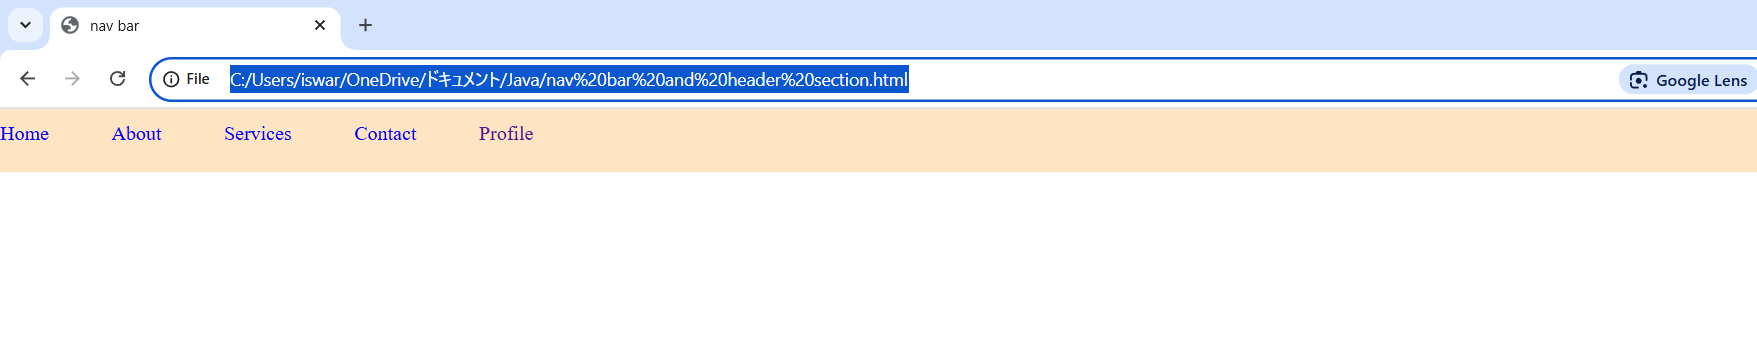 nav bar
File C:/Users/iswar/OneDrive/ドキュメント/Java/nav%20bar%20and%20header%20section.html Google Lens
Home About Services Contact Profile